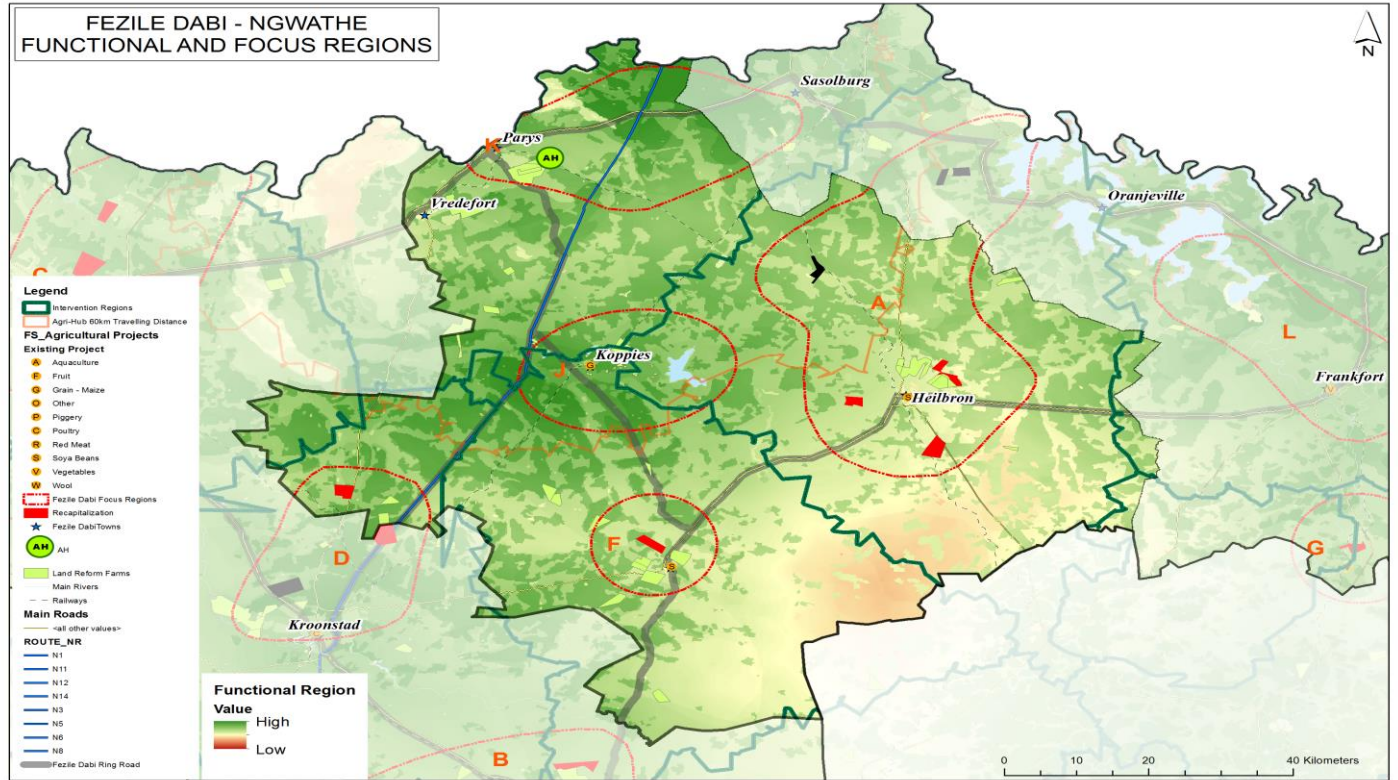 FEZILE DABI - NGWATHE
FUNCTIONAL AND FOCUS REGIONS
N
Sasolburg
K
Parys
AH
Vredefort
Oranjeville
C
A
L
Koppies
G
J
Frankfort
S
Heilbron
F
S
D
G
Kroonstad
B
Legend
Intervention Regions
Agri-Hub 60km Travelling Distance
FS_Agricultural Projects
Existing Project
A Aquaculture
F Fruit
G Grain - Maize
O Other
P Piggery
C Poultry
R Red Meat
S Soya Beans
V Vegetables
W Wool
Fezile Dabi Focus Regions
Recapitalization
Fezile DabiTowns
AH AH
Land Reform Farms
Main Rivers
Railways
Main Roads
<all other values>
ROUTE_NR
N1
N11
N12
N14
N3
N5
N6
N8
Fezile Dabi Ring Road
Functional Region
Value
High
Low
0 10 20 40 Kilometers